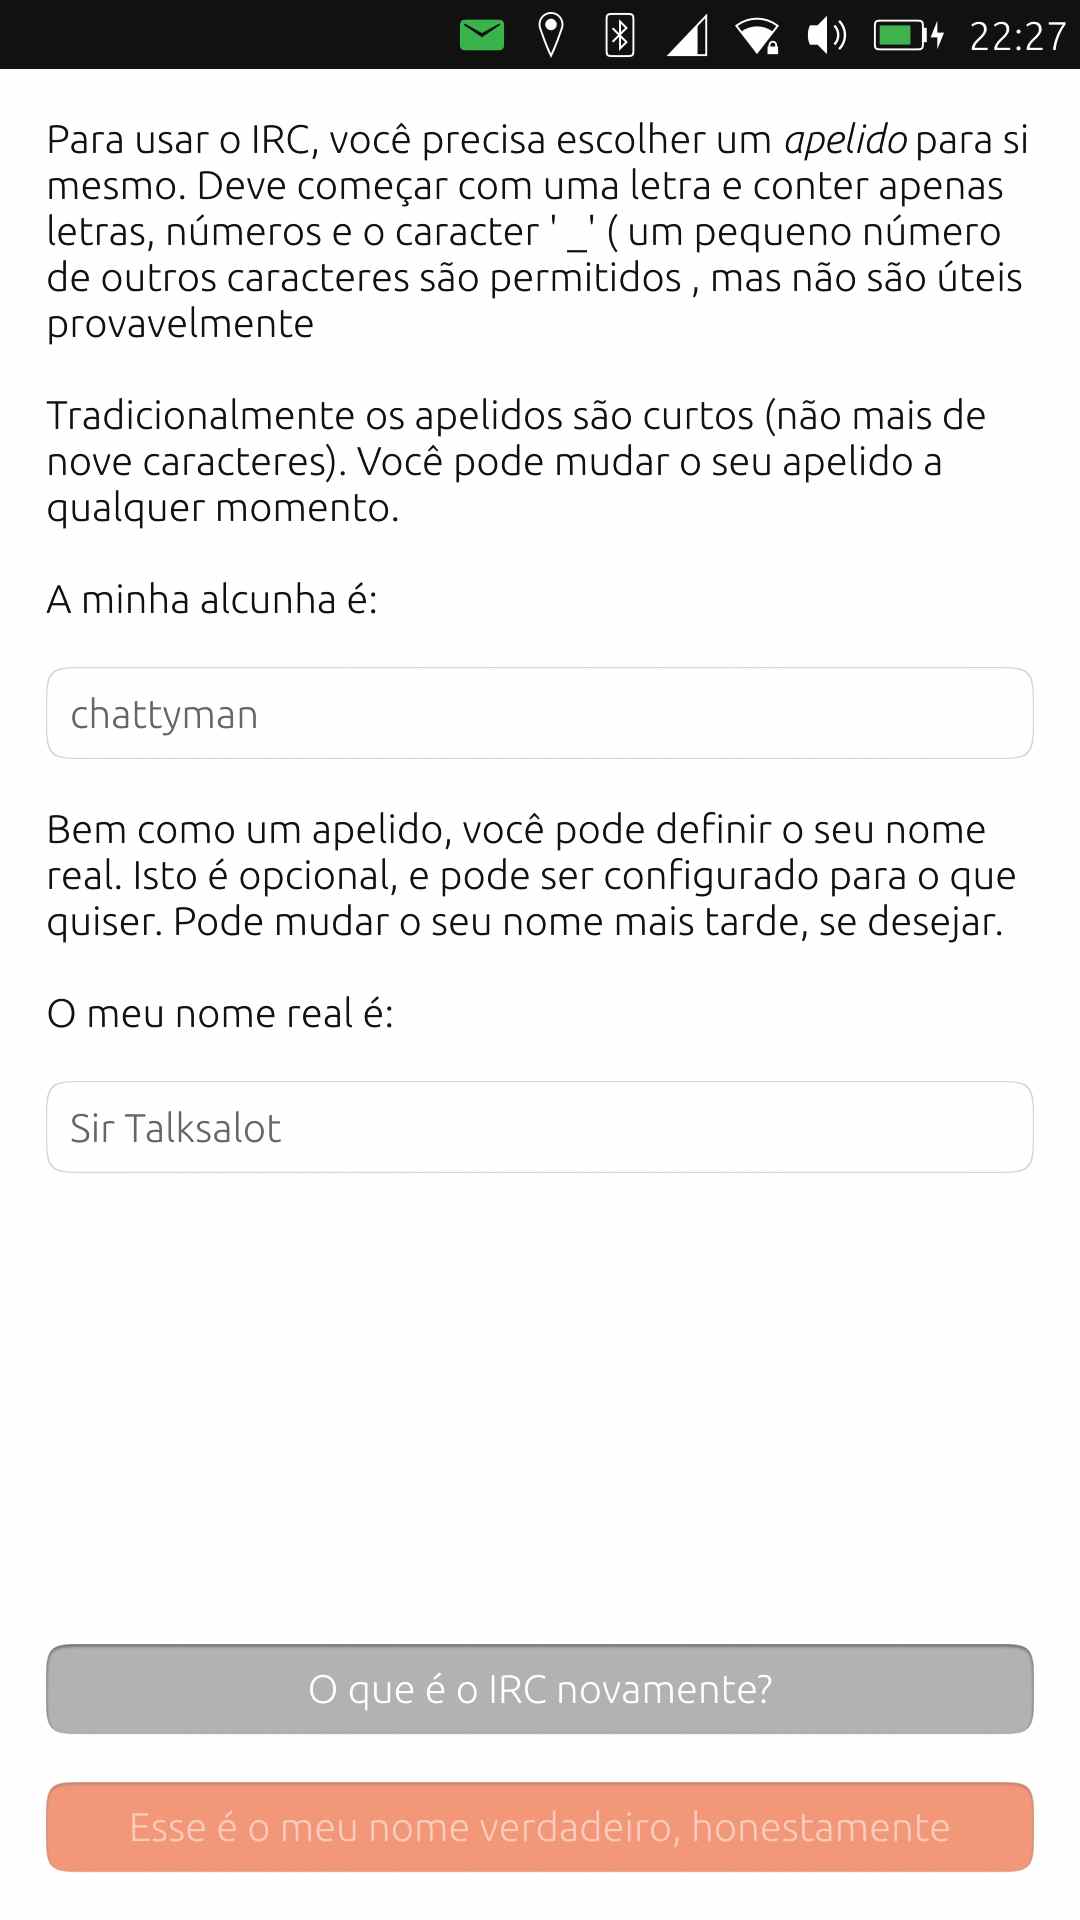 22:27
Para usar o IRC, você precisa escolher um apelido para si
mesmo. Deve começar com uma letra e conter apenas
letras, números e o caracter ' _' ( um pequeno número
de outros caracteres são permitidos , mas não são úteis
provavelmente
Tradicionalmente os apelidos são curtos (não mais de
nove caracteres). Você pode mudar o seu apelido a
qualquer momento.
A minha alcunha é:
chattyman
Bem como um apelido, você pode definir o seu nome
real. Isto é opcional, e pode ser configurado para o que
quiser. Pode mudar o seu nome mais tarde, se desejar.
O meu nome real é:
Sir Talksalot
O que é o IRC novamente?
Esse é o meu nome verdadeiro, honestamente